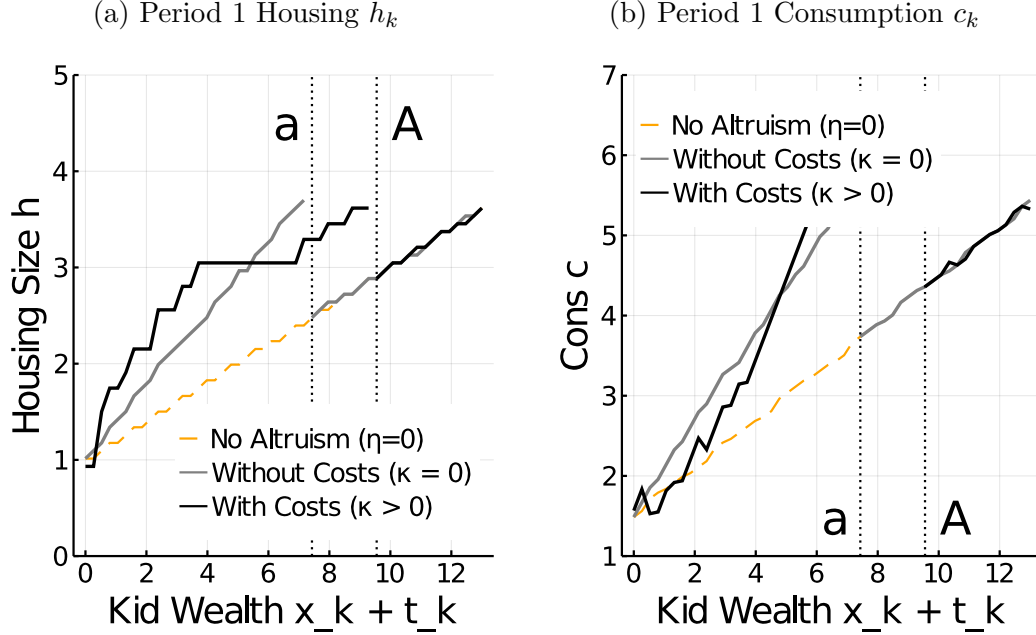 (a) Period 1 Housing h_k
5
4
3
2
1
0
Housing Size h
a
A
No Altruism (η=0)
Without Costs (κ = 0)
With Costs (κ > 0)
0 2 4 6 8 10 12
Kid Wealth x_k + t_k
(b) Period 1 Consumption c_k
7
6
5
4
3
2
1
Cons c
No Altruism (η=0)
Without Costs (κ = 0)
With Costs (κ > 0)
a
A
0 2 4 6 8 10 12
Kid Wealth x_k + t_k